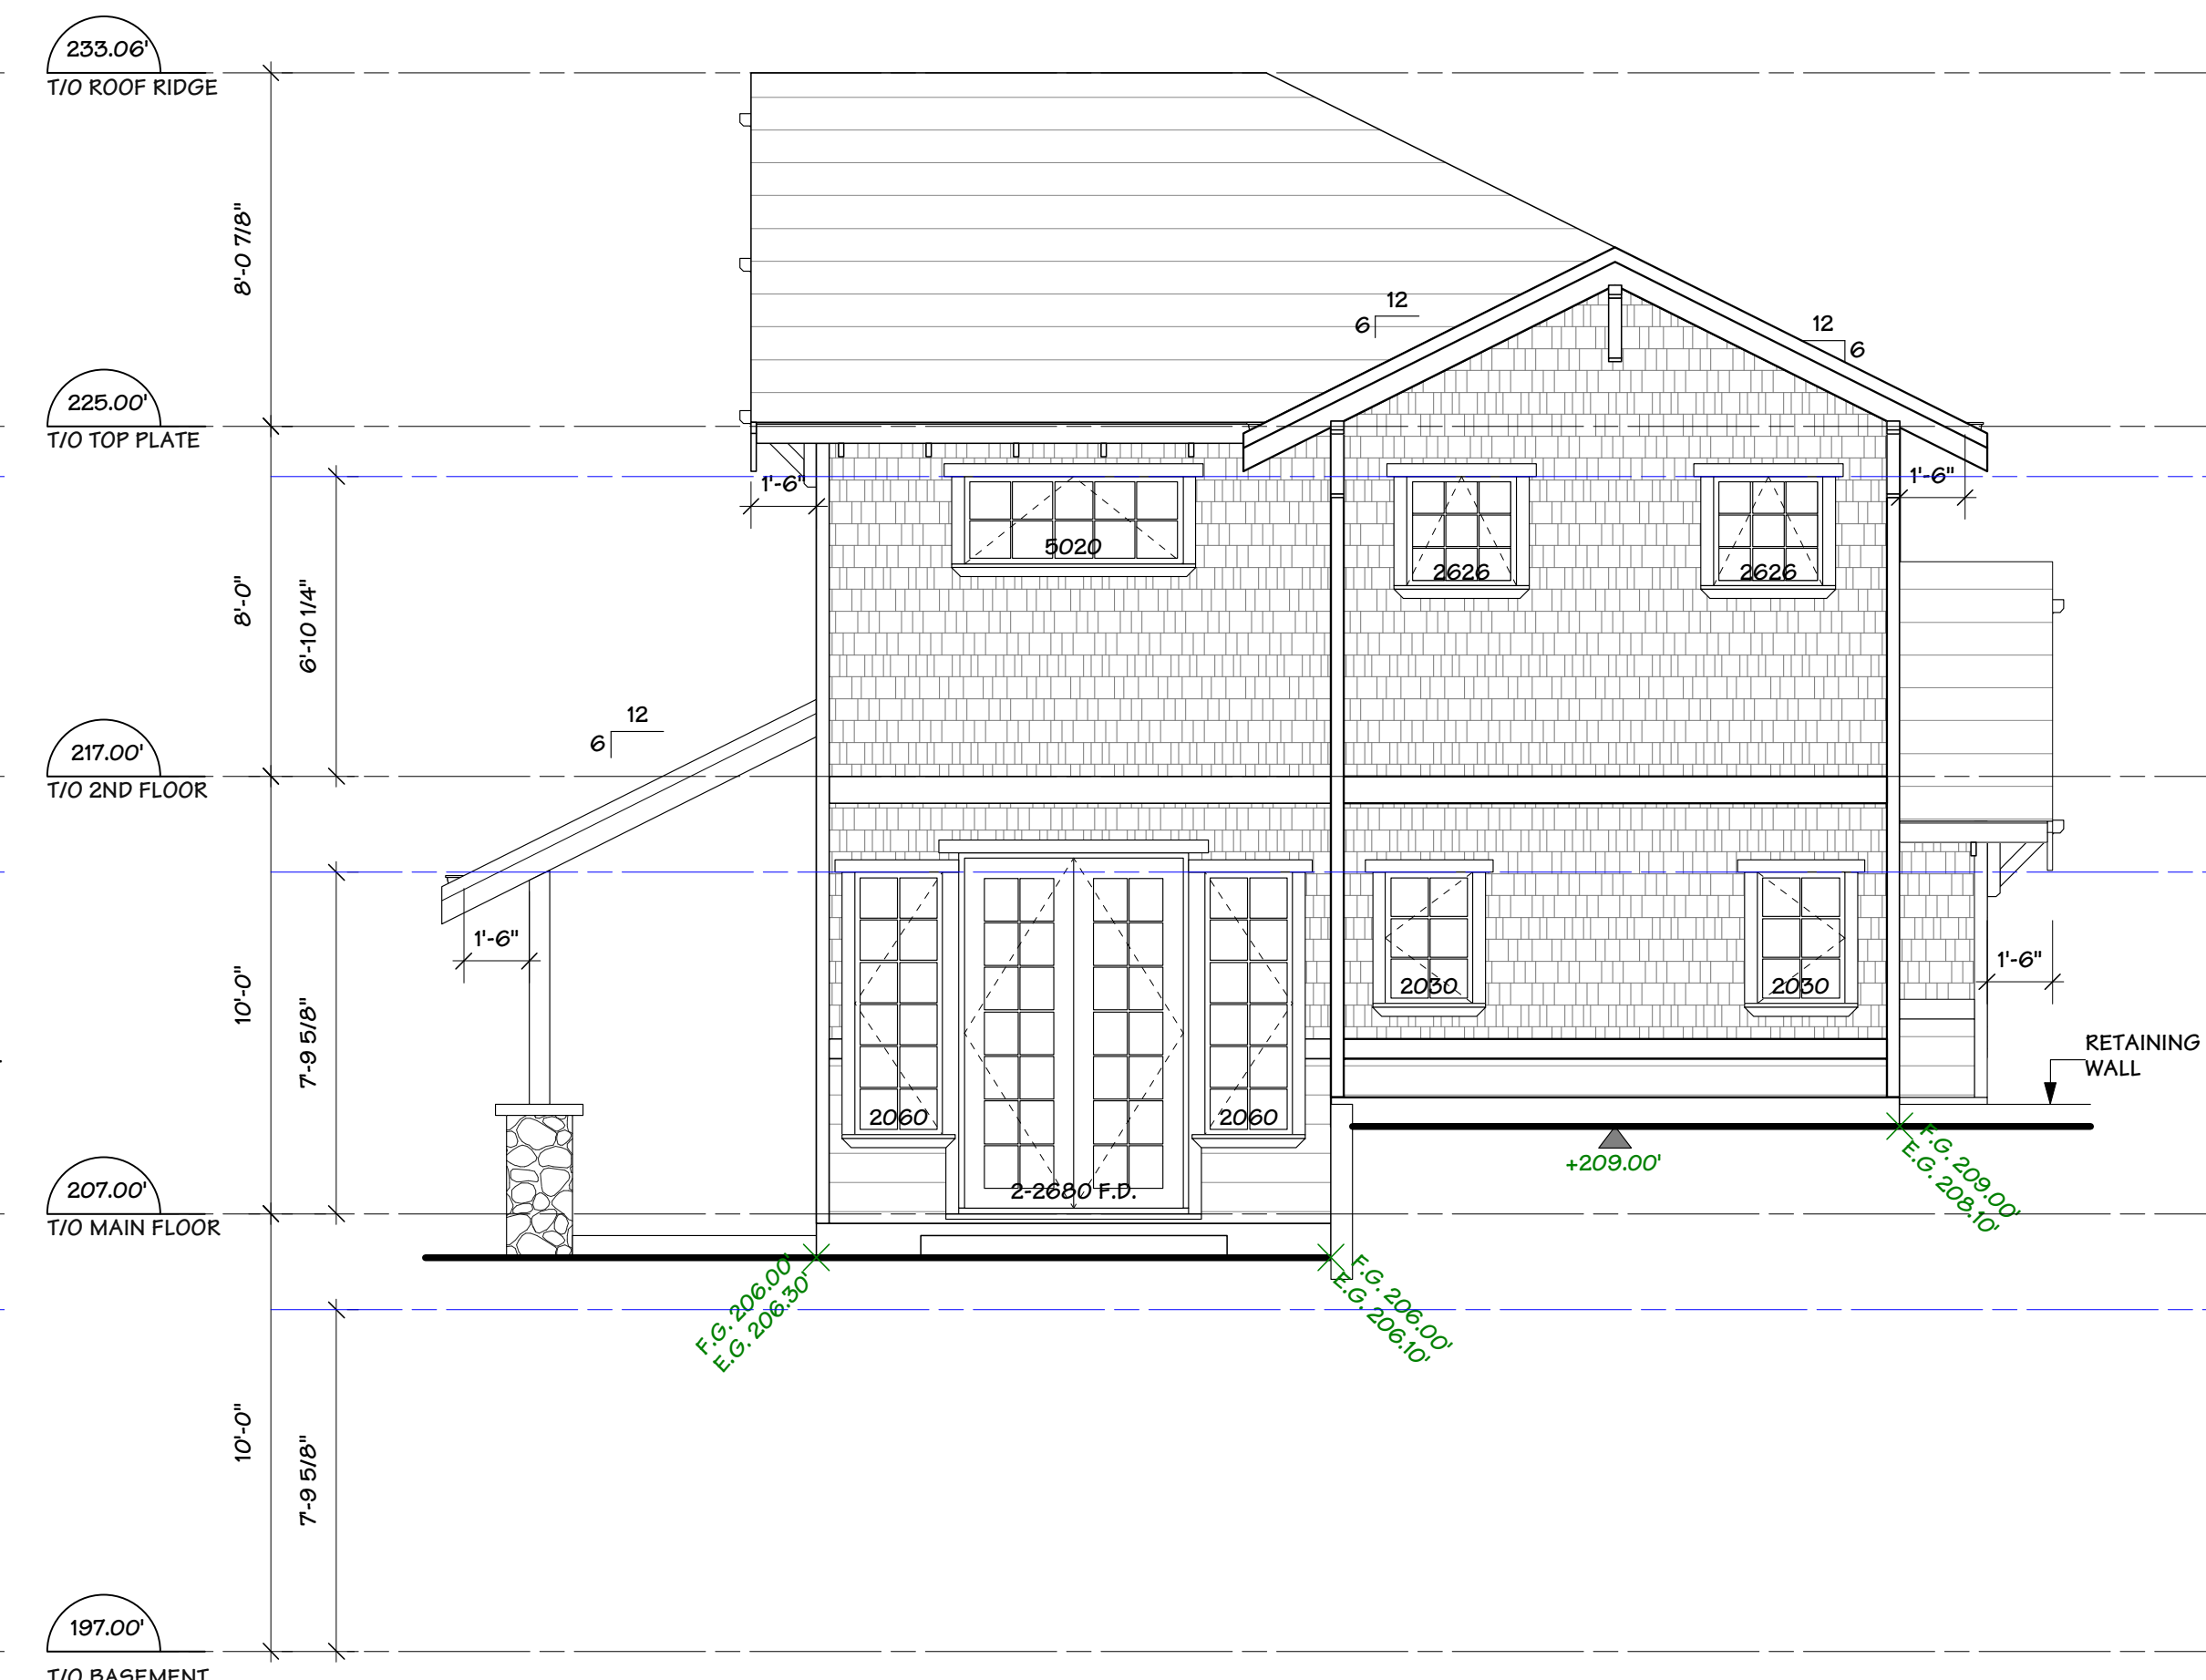 233.06'
T/O ROOF RIDGE
8'-0 7/8"
12
6
12
6
225.00'
T/O TOP PLATE
1'-6"
1'-6"
5020
2626
2626
8'-0"
6'-10 1/4"
12
6
217.00'
T/O 2ND FLOOR
1'-6"
1'-6"
10'-0"
7'-9 5/8"
2030
2030
RETAINING
WALL
2060
2060
2-2680 F.D.
+209.00'
F.G. 209.00'
E.G. 208.10'
207.00'
T/O MAIN FLOOR
F.G. 206.00'
E.G. 206.30'
F.G. 206.00'
E.G. 206.10'
10'-0"
7'-9 5/8"
197.00'
T/O BASEMENT